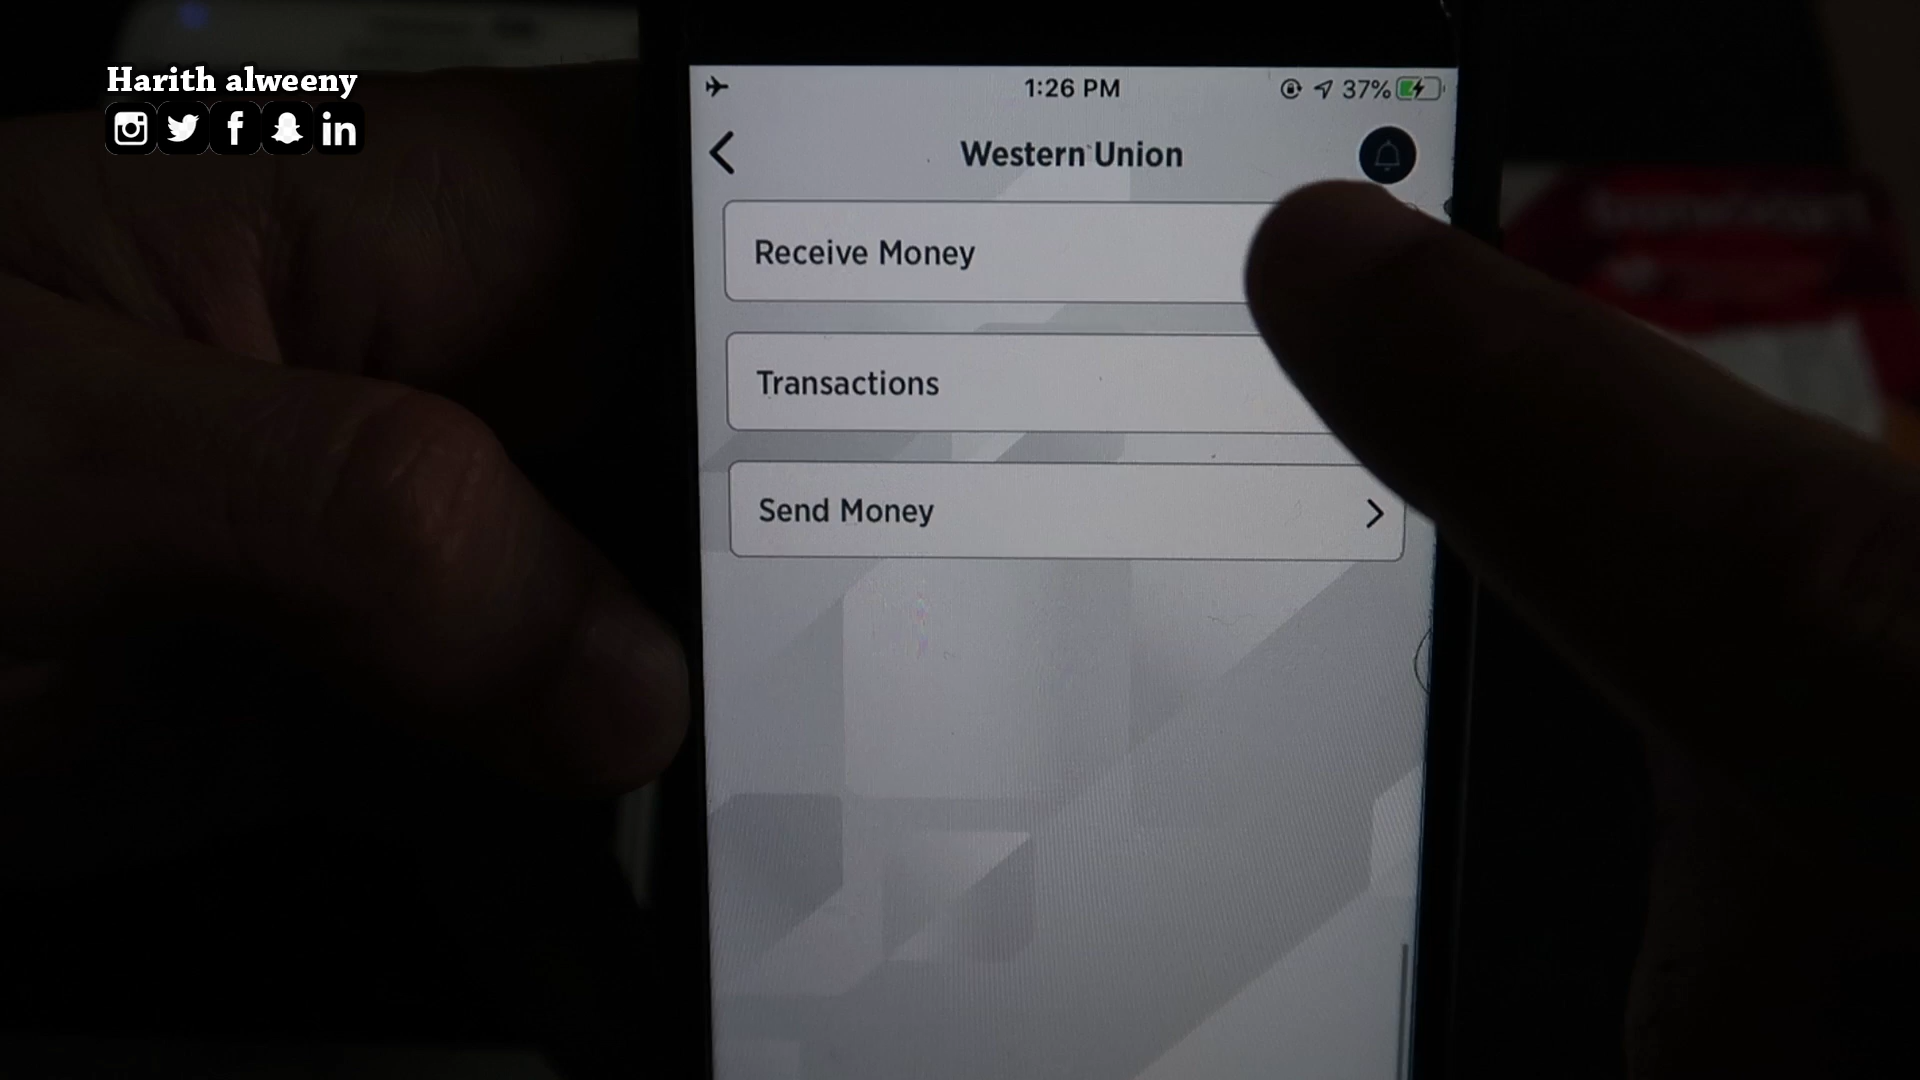 Harith alweeny
1:26 PM
37%
Western Union
Receive Money
Transactions
Send Money